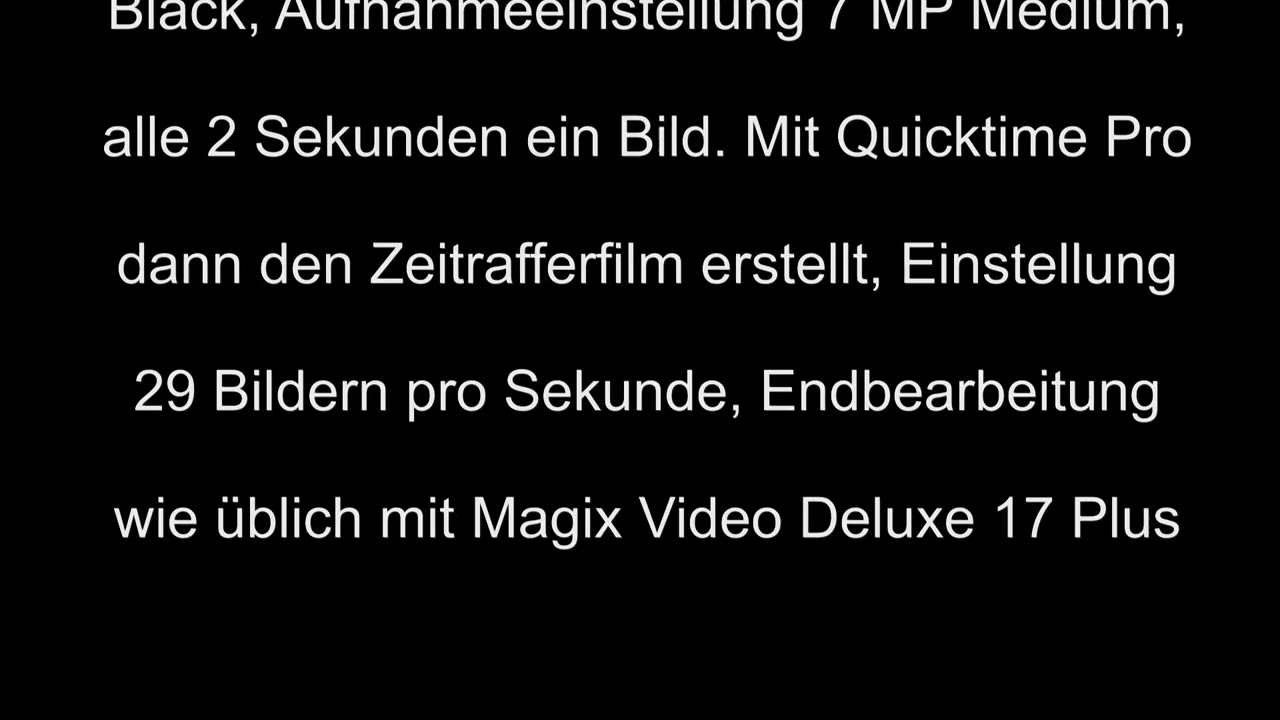 Black, Aufnahmeeinstellung 7 MP Medium,
alle 2 Sekunden ein Bild. Mit Quicktime Pro
dann den Zeitrafferfilm erstellt, Einstellung
29 Bildern pro Sekunde, Endbearbeitung
wie üblich mit Magix Video Deluxe 17 Plus